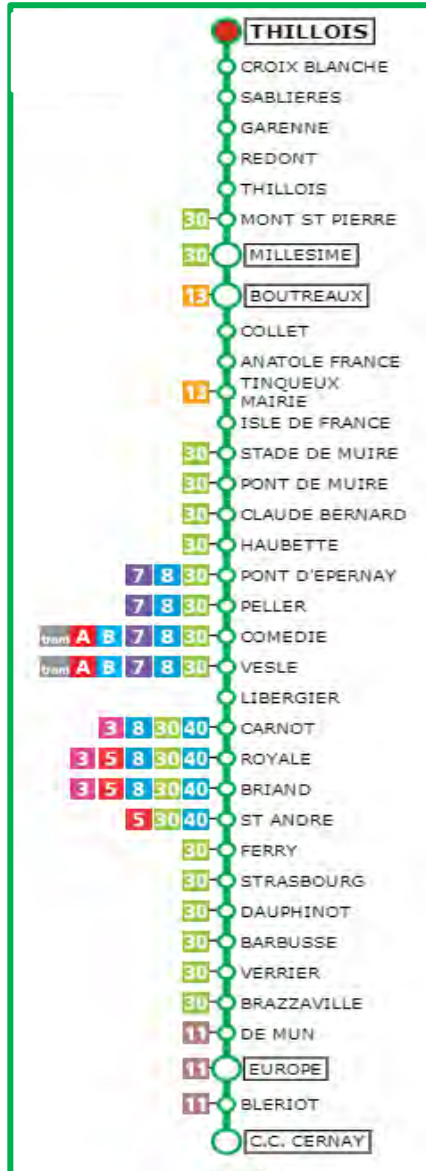 THILLOIS
CROIX BLANCHE
SABLIERES
GARENNE
REDONT
THILLOIS
30 MONT ST PIERRE
30 MILLESIME
13 BOUTREAUX
COLLET
ANATOLE FRANCE
13 TINQUEUX
MAIRIE
ISLE DE FRANCE
30 STADE DE MUIRE
30 PONT DE MUIRE
30 CLAUDE BERNARD
30 HAUBETTE
7 8 30 PONT D'EPERNAY
7 8 30 PELLER
tram A B 7 8 30 COMEDIE
tram A B 7 8 30 VESLE
LIBERGIER
3 8 30 40 CARNOT
3 5 8 30 40 ROYALE
3 5 8 30 40 BRIAND
5 30 40 ST ANDRE
30 FERRY
30 STRASBOURG
30 DAUPHINOT
30 BARBUSSE
30 VERRIER
30 BRAZZAVILLE
11 DE MUN
11 EUROPE
11 BLERIOT
C.C. CERNAY